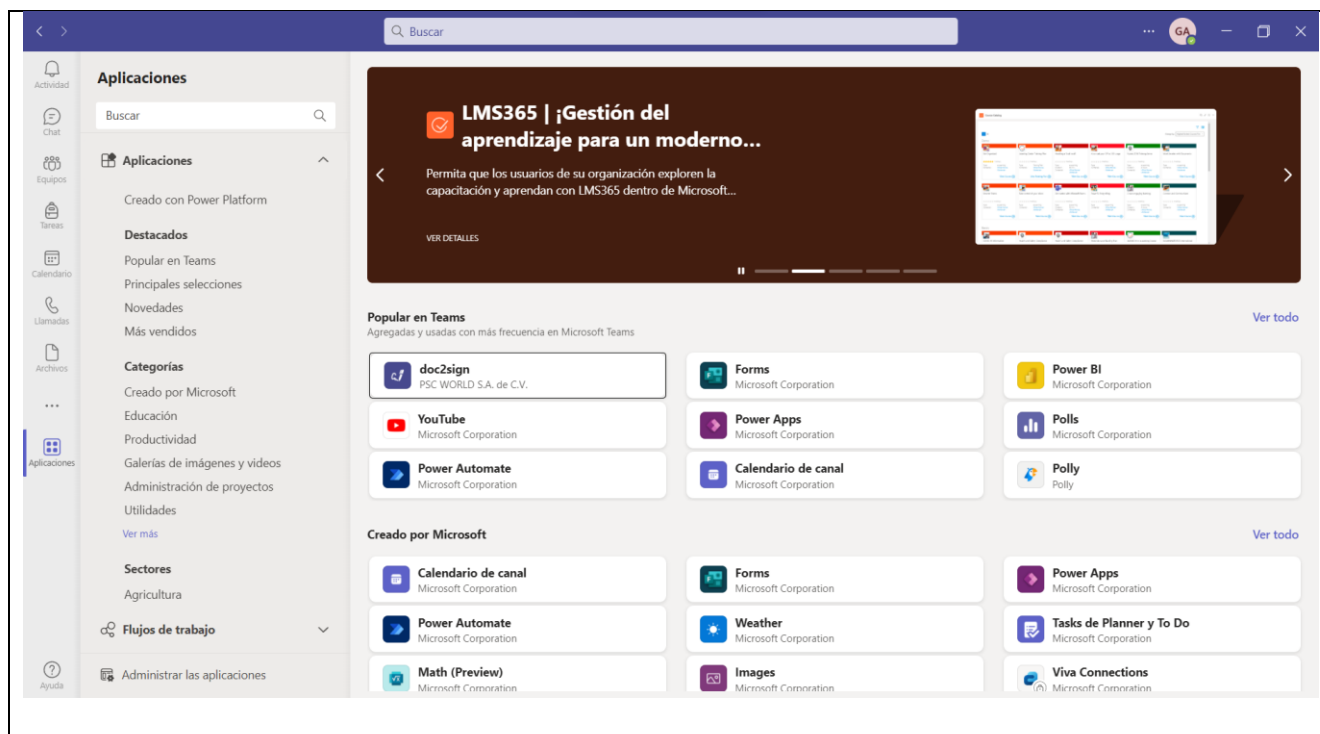 Buscar
GA
Actividad
Chat
Equipos
Tareas
Calendario
Llamadas
Archivos
Aplicaciones
Ayuda
Aplicaciones
Buscar
Aplicaciones
Creado con Power Platform
Destacados
Popular en Teams
Principales selecciones
Novedades
Más vendidos
Categorías
Creado por Microsoft
Educación
Productividad
Galerías de imágenes y videos
Administración de proyectos
Utilidades
Ver más
Sectores
Agricultura
Flujos de trabajo
Administrar las aplicaciones
LMS365 | ¡Gestión del
aprendizaje para un moderno...
Permita que los usuarios de su organización exploren la
capacitación y aprendan con LMS365 dentro de Microsoft...
VER DETALLES
Popular en Teams
Ver todo
Agregadas y usadas con más frecuencia en Microsoft Teams
doc2sign
PSC WORLD S.A. de C.V.
Forms
Microsoft Corporation
Power BI
Microsoft Corporation
YouTube
Microsoft Corporation
Power Apps
Microsoft Corporation
Polls
Microsoft Corporation
Power Automate
Microsoft Corporation
Calendario de canal
Microsoft Corporation
Polly
Polly
Creado por Microsoft
Ver todo
Calendario de canal
Microsoft Corporation
Forms
Microsoft Corporation
Power Apps
Microsoft Corporation
Power Automate
Microsoft Corporation
Weather
Microsoft Corporation
Tasks de Planner y To Do
Microsoft Corporation
Math (Preview)
Microsoft Corporation
Images
Microsoft Corporation
Viva Connections
Microsoft Corporation